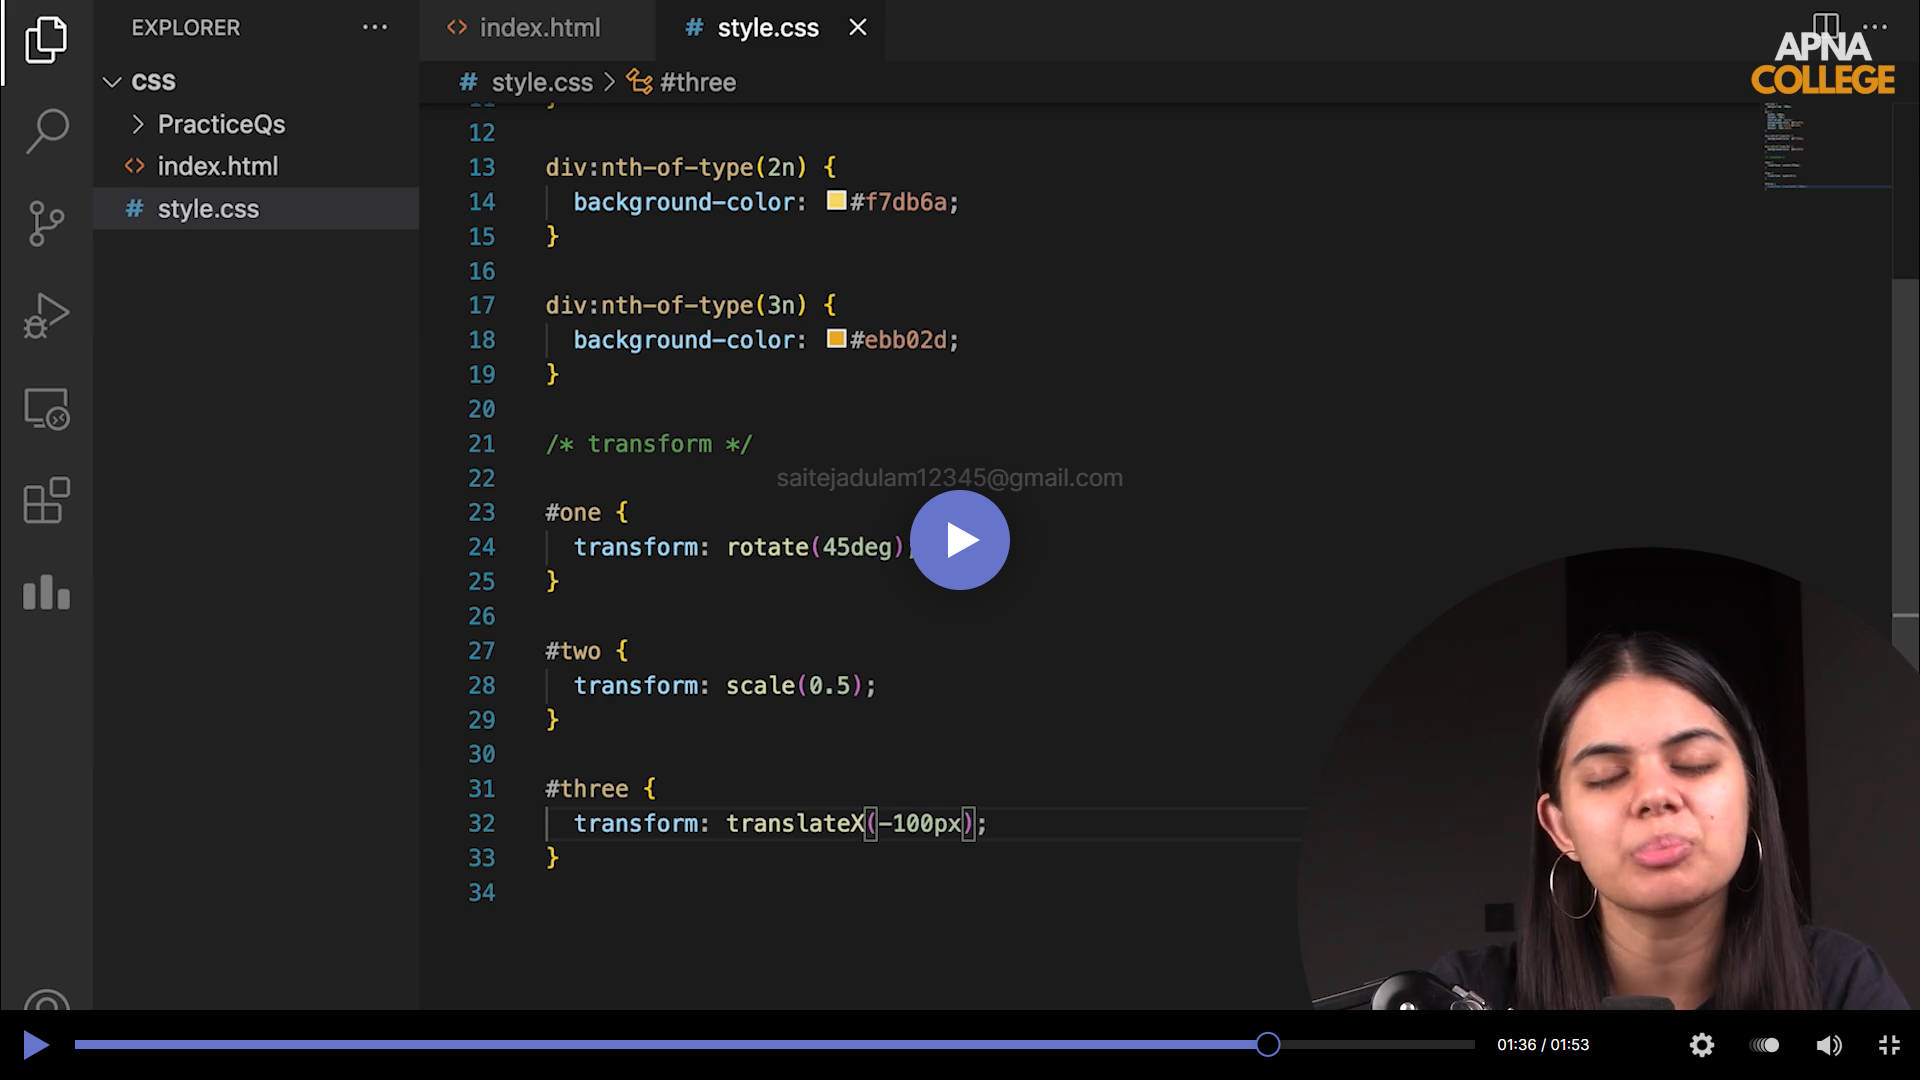 EXPLORER
index.html
# style.css
APNA
COLLEGE
CSS
# style.css > #three
PracticeQs
index.html
# style.css
12
13 div:nth-of-type(2n) {
14 background-color: #f7db6a;
15 }
16
17 div:nth-of-type(3n) {
18 background-color: #ebb02d;
19 }
20
21 /* transform */
22
saitejadulam12345@gmail.com
23 #one {
24 transform: rotate(45deg);
25 }
26
27 #two {
28 transform: scale(0.5);
29 }
30
31 #three {
32 transform: translateX(-100px);
33 }
34
01:36 / 01:53